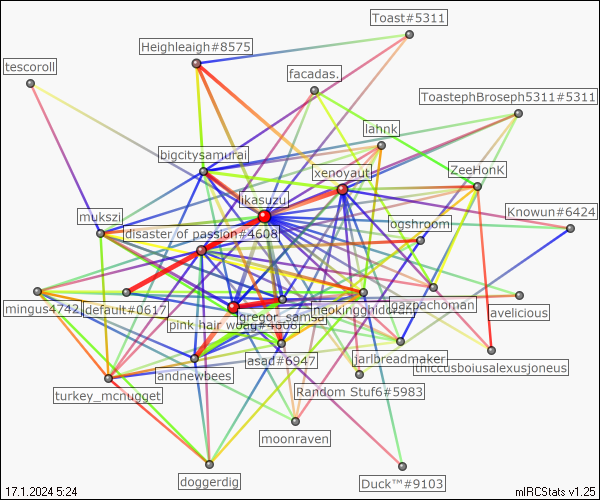 Toast#5311
Heighleaigh#8575
tescoroll
facadas.
ToastephBroseph5311#5311
lahnk
bigcitysamurai
xenoyaut
ZeeHonK
ikasuzu
mukszi
Knowun#6424
ogshroom
disaster of passion#4608
mingus4742
default#0617
gregor_samsa
gazpachoman
avelicious
pink hair woag#4608
asad#6947
jarlbreadmaker
thiccusboiusalexusjoneus
andnewbees
turkey_mcnugget
Random Stuf6#5983
moonraven
doggerdig
Duck™#9103
17.1.2024 5:24
mIRCStats v1.25